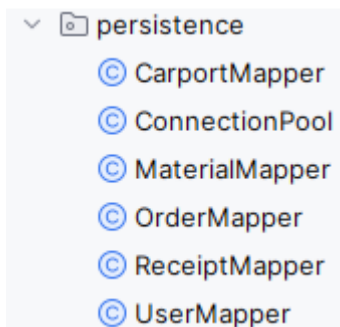 persistence
CarportMapper
ConnectionPool
MaterialMapper
OrderMapper
ReceiptMapper
UserMapper